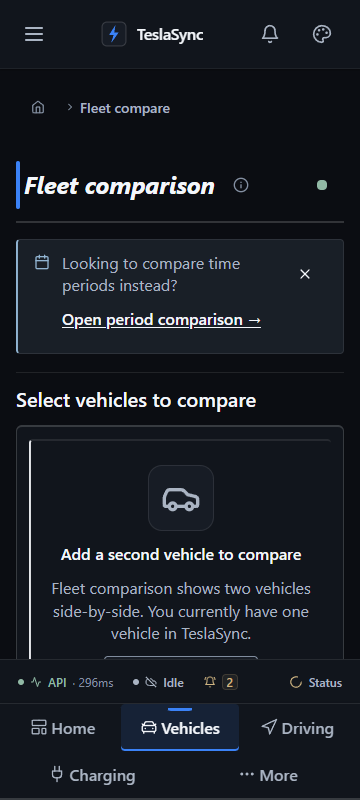 TeslaSync
Fleet compare
Fleet comparison
Looking to compare time
periods instead?
Open period comparison →
Select vehicles to compare
Add a second vehicle to compare
Fleet comparison shows two vehicles
side-by-side. You currently have one
vehicle in TeslaSync.
API · 296ms Idle 2 Status
Home Vehicles Driving
Charging More